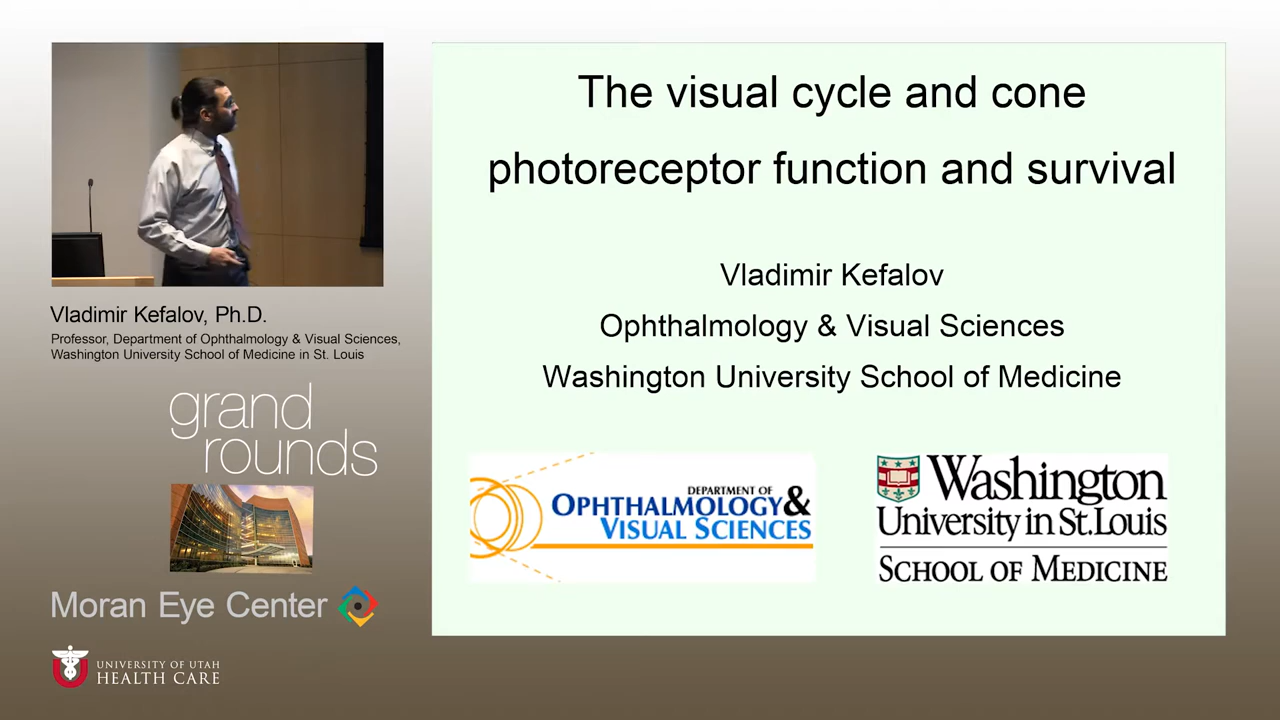 The visual cycle and cone
photoreceptor function and survival
Vladimir Kefalov
Ophthalmology & Visual Sciences
Washington University School of Medicine
DEPARTMENT OF
OPHTHALMOLOGY &
VISUAL SCIENCES
Washington
University in St. Louis
SCHOOL OF MEDICINE
Vladimir Kefalov, Ph.D.
Professor, Department of Ophthalmology & Visual Sciences,
Washington University School of Medicine in St. Louis
grand
rounds
Moran Eye Center
UNIVERSITY OF UTAH
HEALTH CARE